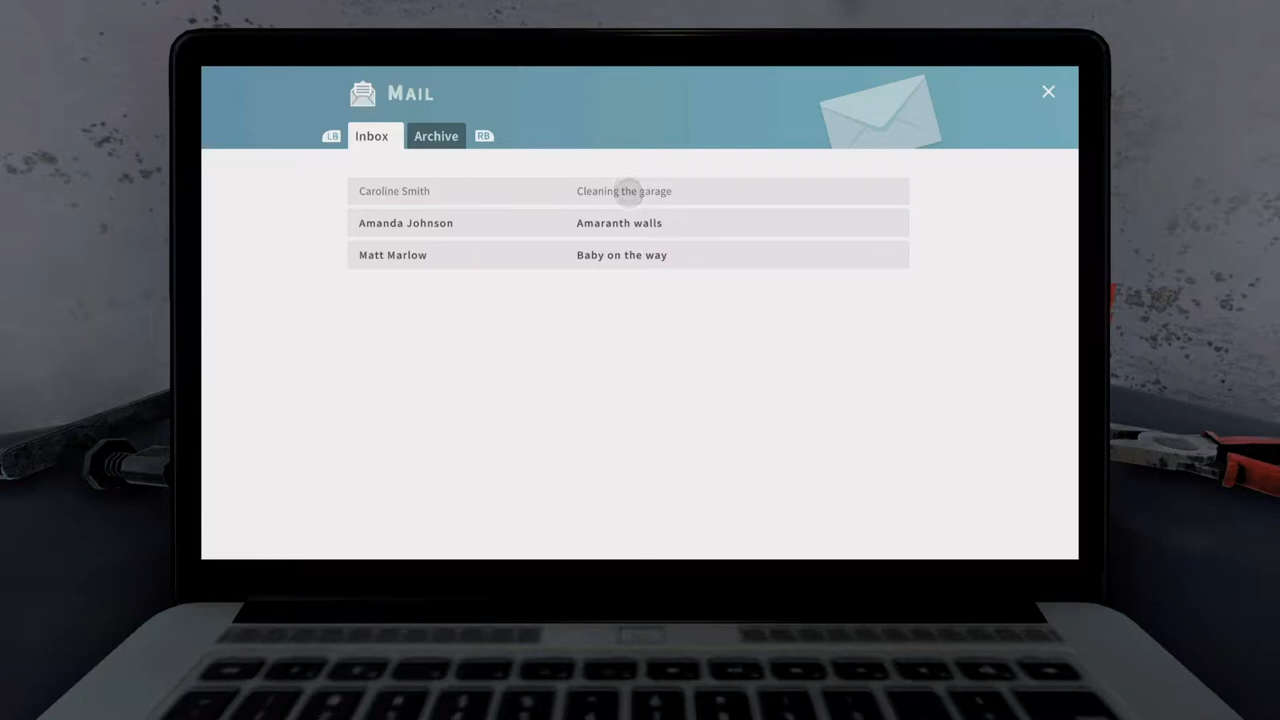 MAIL
LB Inbox Archive RB
Caroline Smith Cleaning the garage
Amanda Johnson Amaranth walls
Matt Marlow Baby on the way